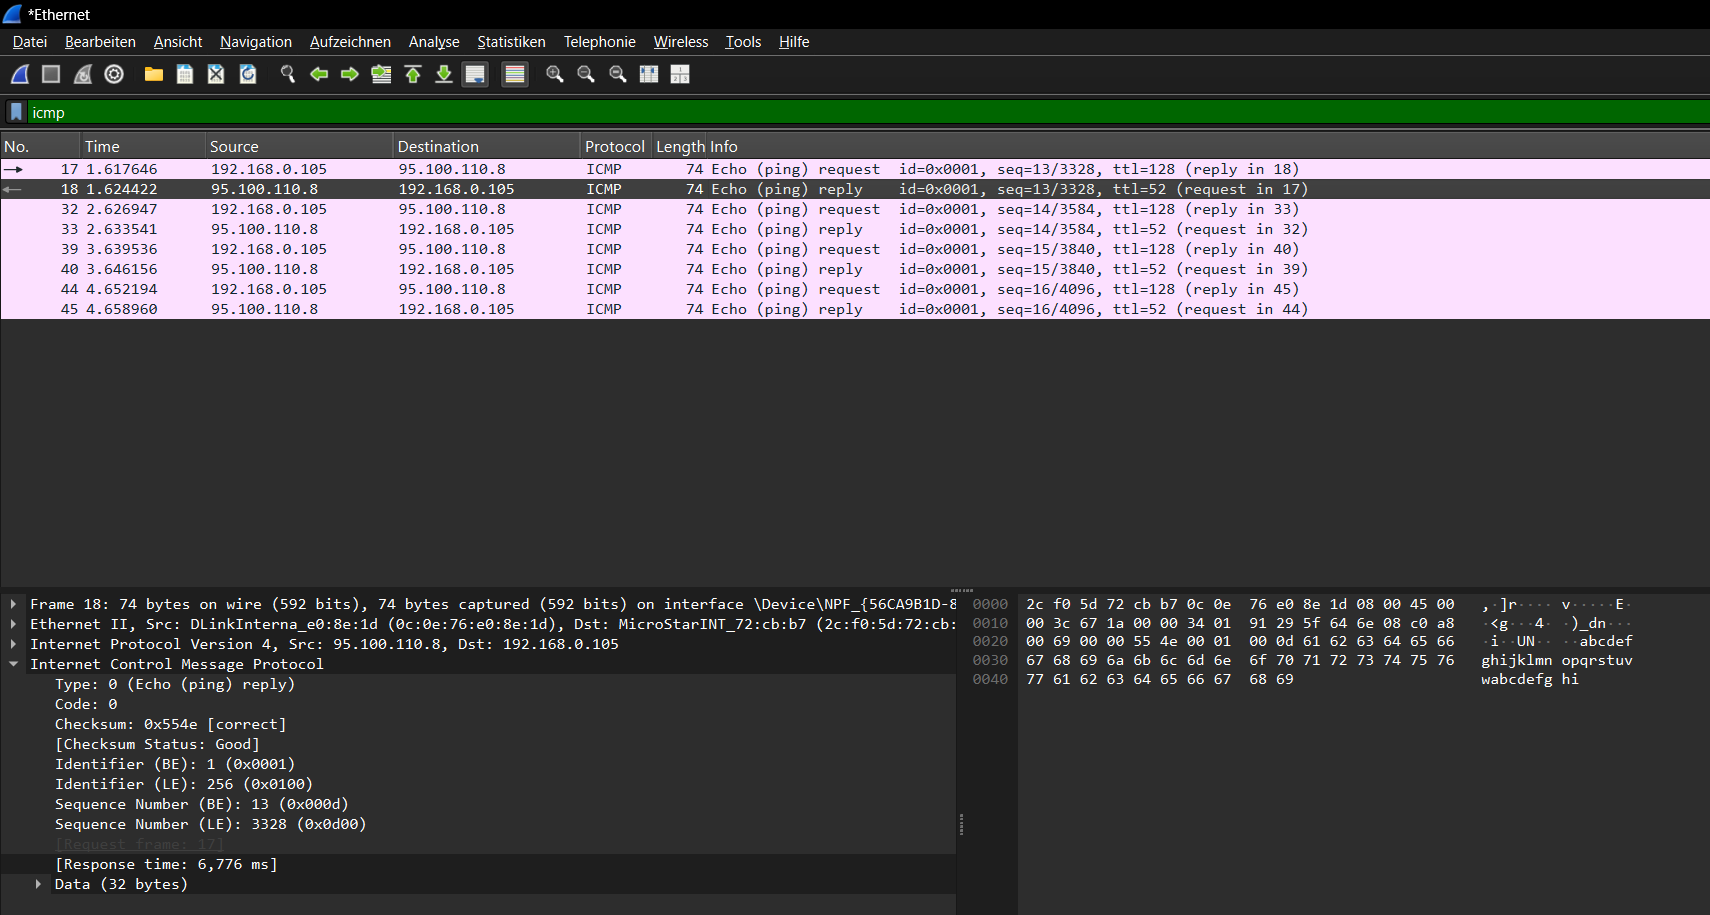 *Ethernet
Datei Bearbeiten Ansicht Navigation Aufzeichnen Analyse Statistiken Telephonie Wireless Tools Hilfe
icmp
No. Time Source Destination Protocol Length Info
17 1.617646 192.168.0.105 95.100.110.8 ICMP 74 Echo (ping) request id=0x0001, seq=13/3328, ttl=128 (reply in 18)
18 1.624422 95.100.110.8 192.168.0.105 ICMP 74 Echo (ping) reply id=0x0001, seq=13/3328, ttl=52 (request in 17)
32 2.626947 192.168.0.105 95.100.110.8 ICMP 74 Echo (ping) request id=0x0001, seq=14/3584, ttl=128 (reply in 33)
33 2.633541 95.100.110.8 192.168.0.105 ICMP 74 Echo (ping) reply id=0x0001, seq=14/3584, ttl=52 (request in 32)
39 3.639536 192.168.0.105 95.100.110.8 ICMP 74 Echo (ping) request id=0x0001, seq=15/3840, ttl=128 (reply in 40)
40 3.646156 95.100.110.8 192.168.0.105 ICMP 74 Echo (ping) reply id=0x0001, seq=15/3840, ttl=52 (request in 39)
44 4.652194 192.168.0.105 95.100.110.8 ICMP 74 Echo (ping) request id=0x0001, seq=16/4096, ttl=128 (reply in 45)
45 4.658960 95.100.110.8 192.168.0.105 ICMP 74 Echo (ping) reply id=0x0001, seq=16/4096, ttl=52 (request in 44)
Frame 18: 74 bytes on wire (592 bits), 74 bytes captured (592 bits) on interface \Device\NPF_{56CA9B1D-8
Ethernet II, Src: DLinkInterna_e0:8e:1d (0c:0e:76:e0:8e:1d), Dst: MicroStarINT_72:cb:b7 (2c:f0:5d:72:cb:
Internet Protocol Version 4, Src: 95.100.110.8, Dst: 192.168.0.105
Internet Control Message Protocol
Type: 0 (Echo (ping) reply)
Code: 0
Checksum: 0x554e [correct]
[Checksum Status: Good]
Identifier (BE): 1 (0x0001)
Identifier (LE): 256 (0x0100)
Sequence Number (BE): 13 (0x000d)
Sequence Number (LE): 3328 (0x0d00)
[Request frame: 17]
[Response time: 6,776 ms]
Data (32 bytes)
0000 2c f0 5d 72 cb b7 0c 0e 76 e0 8e 1d 08 00 45 00 ,·]r···· v·····E·
0010 00 3c 67 1a 00 00 34 01 91 29 5f 64 6e 08 c0 a8 ·<g···4· ·)_dn···
0020 00 69 00 00 55 4e 00 01 00 0d 61 62 63 64 65 66 ·i··UN·· ··abcdef
0030 67 68 69 6a 6b 6c 6d 6e 6f 70 71 72 73 74 75 76 ghijklmn opqrstuv
0040 77 61 62 63 64 65 66 67 68 69 wabcdefg hi